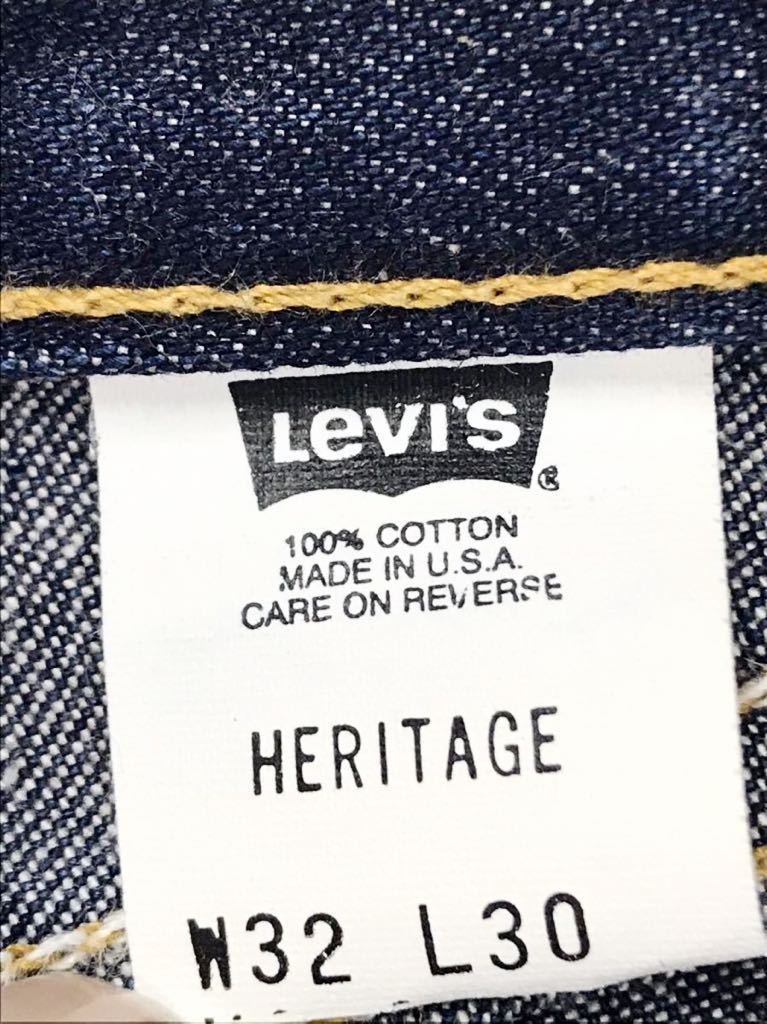 Levi's ®
100% COTTON
MADE IN U.S.A.
CARE ON REVERSE
HERITAGE
W32 L30